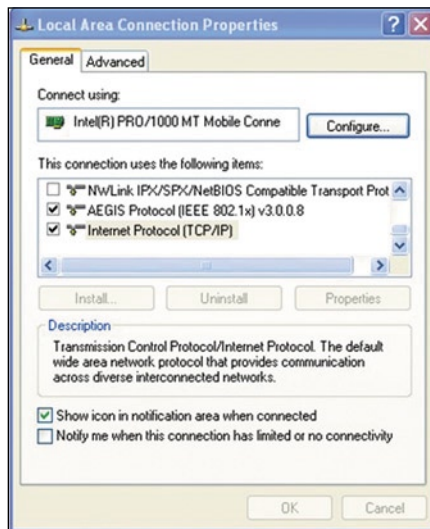 Local Area Connection Properties
General
Advanced
Connect using:
Intel(R) PRO/1000 MT Mobile Conne
Configure...
This connection uses the following items:
NWLink IPX/SPX/NetBIOS Compatible Transport Prot
AEGIS Protocol (IEEE 802.1x) v3.0.0.8
Internet Protocol (TCP/IP)
Install...
Uninstall
Properties
Description
Transmission Control Protocol/Internet Protocol. The default
wide area network protocol that provides communication
across diverse interconnected networks.
Show icon in notification area when connected
Notify me when this connection has limited or no connectivity
OK
Cancel